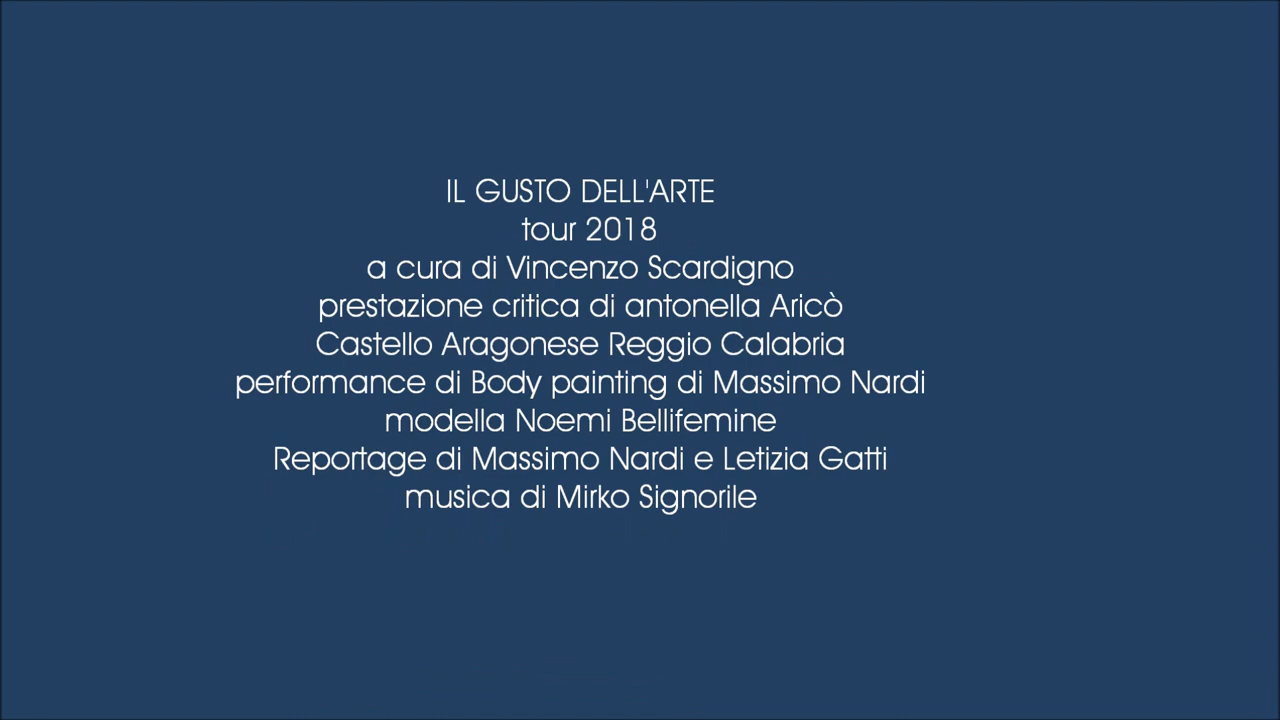 IL GUSTO DELL'ARTE
tour 2018
a cura di Vincenzo Scardigno
prestazione critica di antonella Aricò
Castello Aragonese Reggio Calabria
performance di Body painting di Massimo Nardi
modella Noemi Bellifemine
Reportage di Massimo Nardi e Letizia Gatti
musica di Mirko Signorile